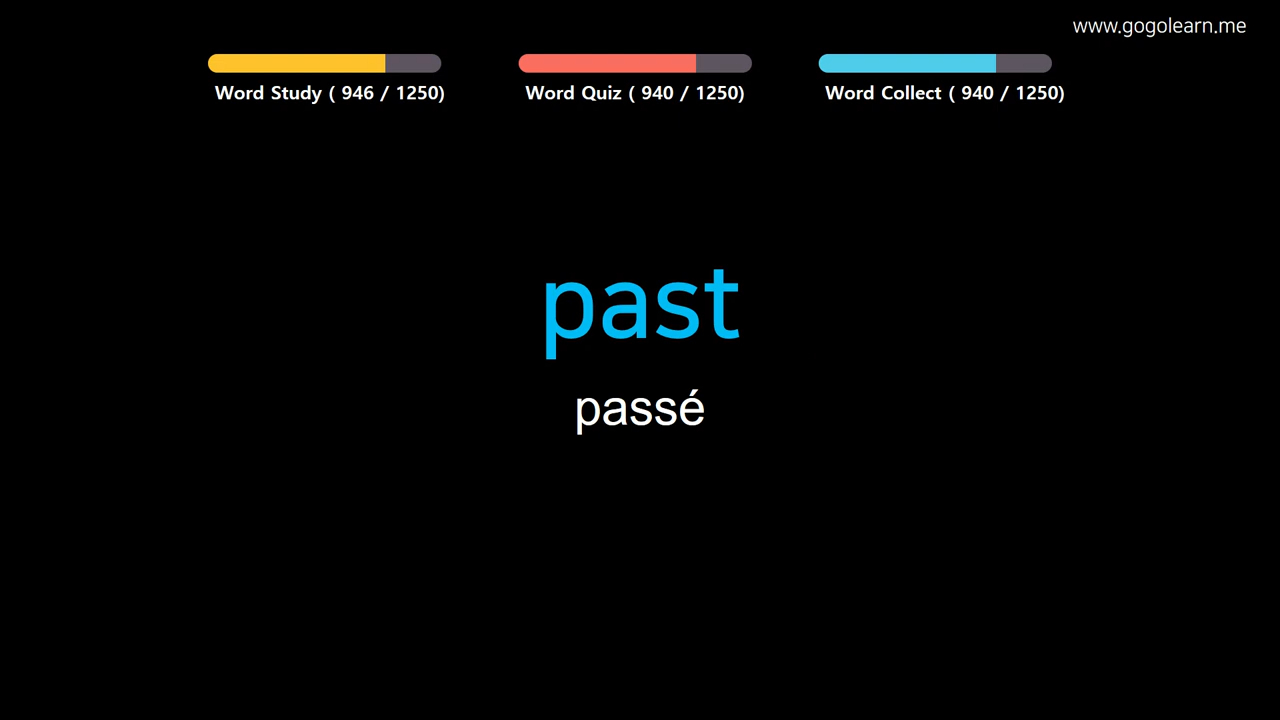 www.gogolearn.me
Word Study ( 946 / 1250)
Word Quiz ( 940 / 1250)
Word Collect ( 940 / 1250)
past
passé